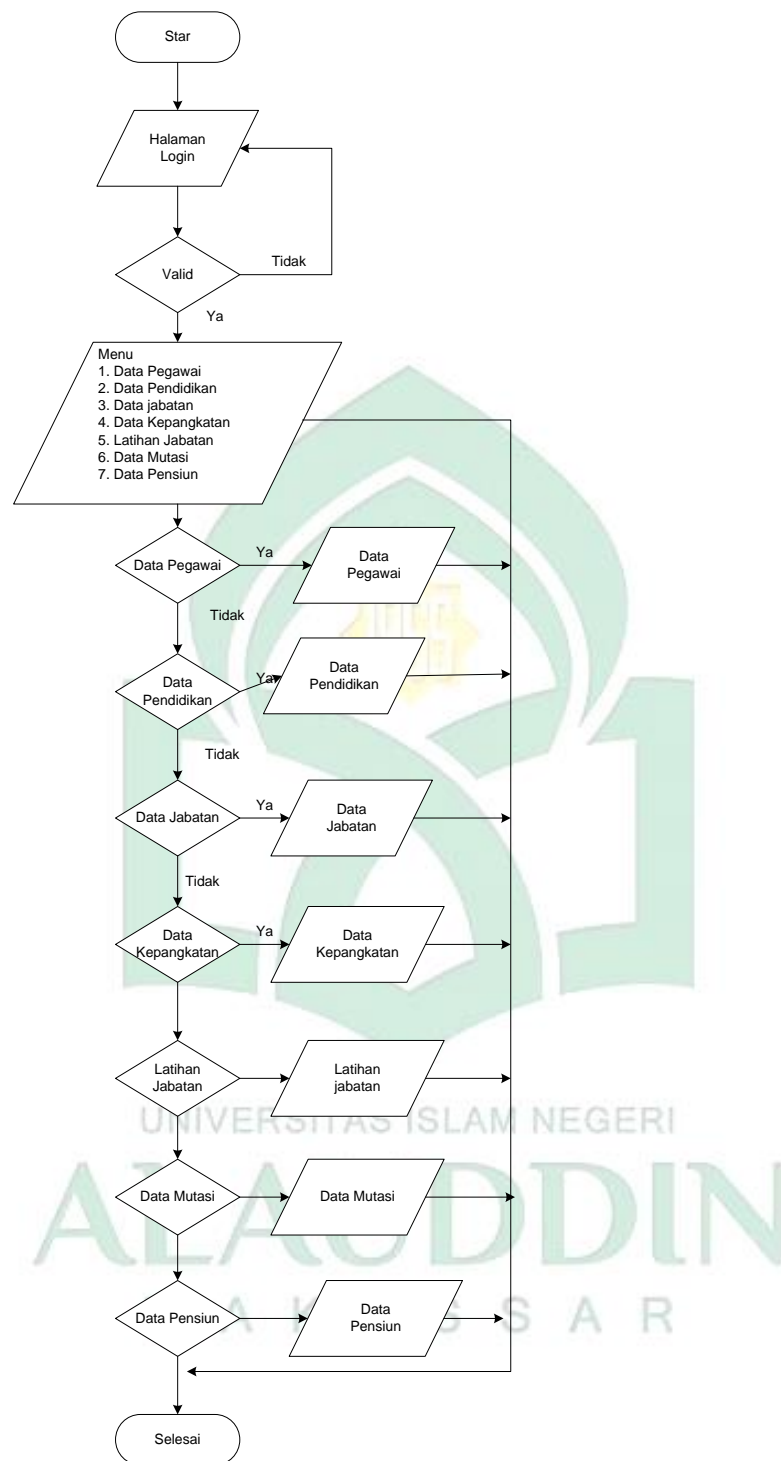 Star
Halaman
Login
Valid
Tidak
Ya
Menu
1. Data Pegawai
2. Data Pendidikan
3. Data jabatan
4. Data Kepangkatan
5. Latihan Jabatan
6. Data Mutasi
7. Data Pensiun
Data Pegawai
Ya
Data
Pegawai
Tidak
Data
Pendidikan
Ya
Data
Pendidikan
Tidak
Data Jabatan
Ya
Data
Jabatan
Tidak
Data
Kepangkatan
Ya
Data
Kepangkatan
Latihan
Jabatan
Latihan
jabatan
UNIVERSITAS ISLAM NEGERI
ALAUDDIN
Data Mutasi
Data Mutasi
Data Pensiun
Data
Pensiun
MAKASSAR
Selesai